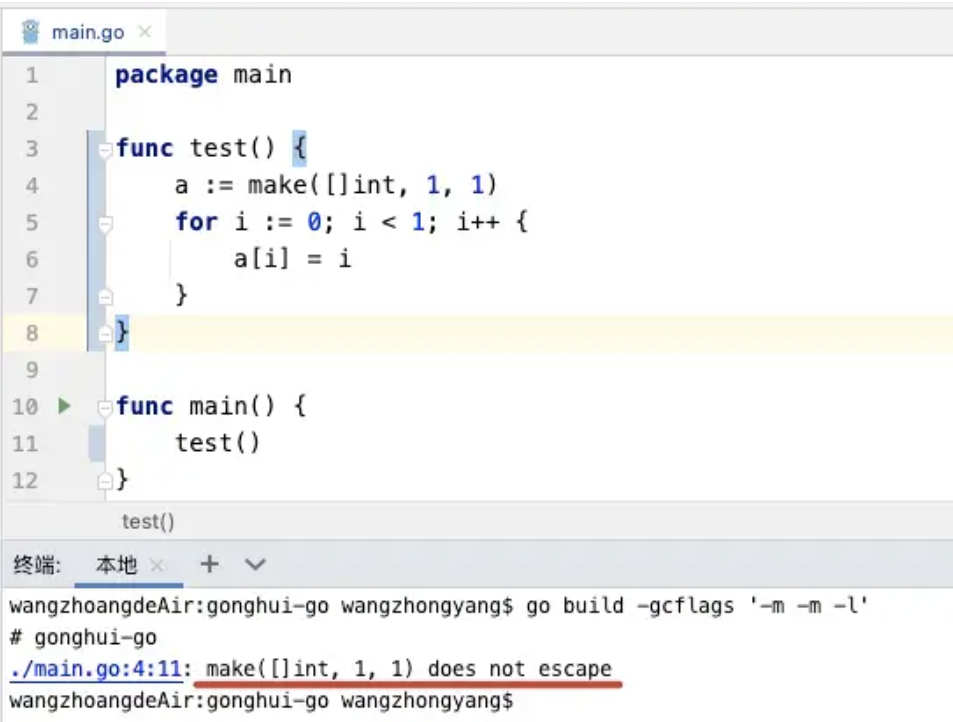 main.go
1 package main
2
3 func test() {
4     a := make([]int, 1, 1)
5     for i := 0; i < 1; i++ {
6         a[i] = i
7     }
8 }
9
10 func main() {
11     test()
12 }
test()
终端: 本地
wangzhoangdeAir:gonghui-go wangzhongyang$ go build -gcflags '-m -m -l'
# gonghui-go
./main.go:4:11: make([]int, 1, 1) does not escape
wangzhoangdeAir:gonghui-go wangzhongyang$